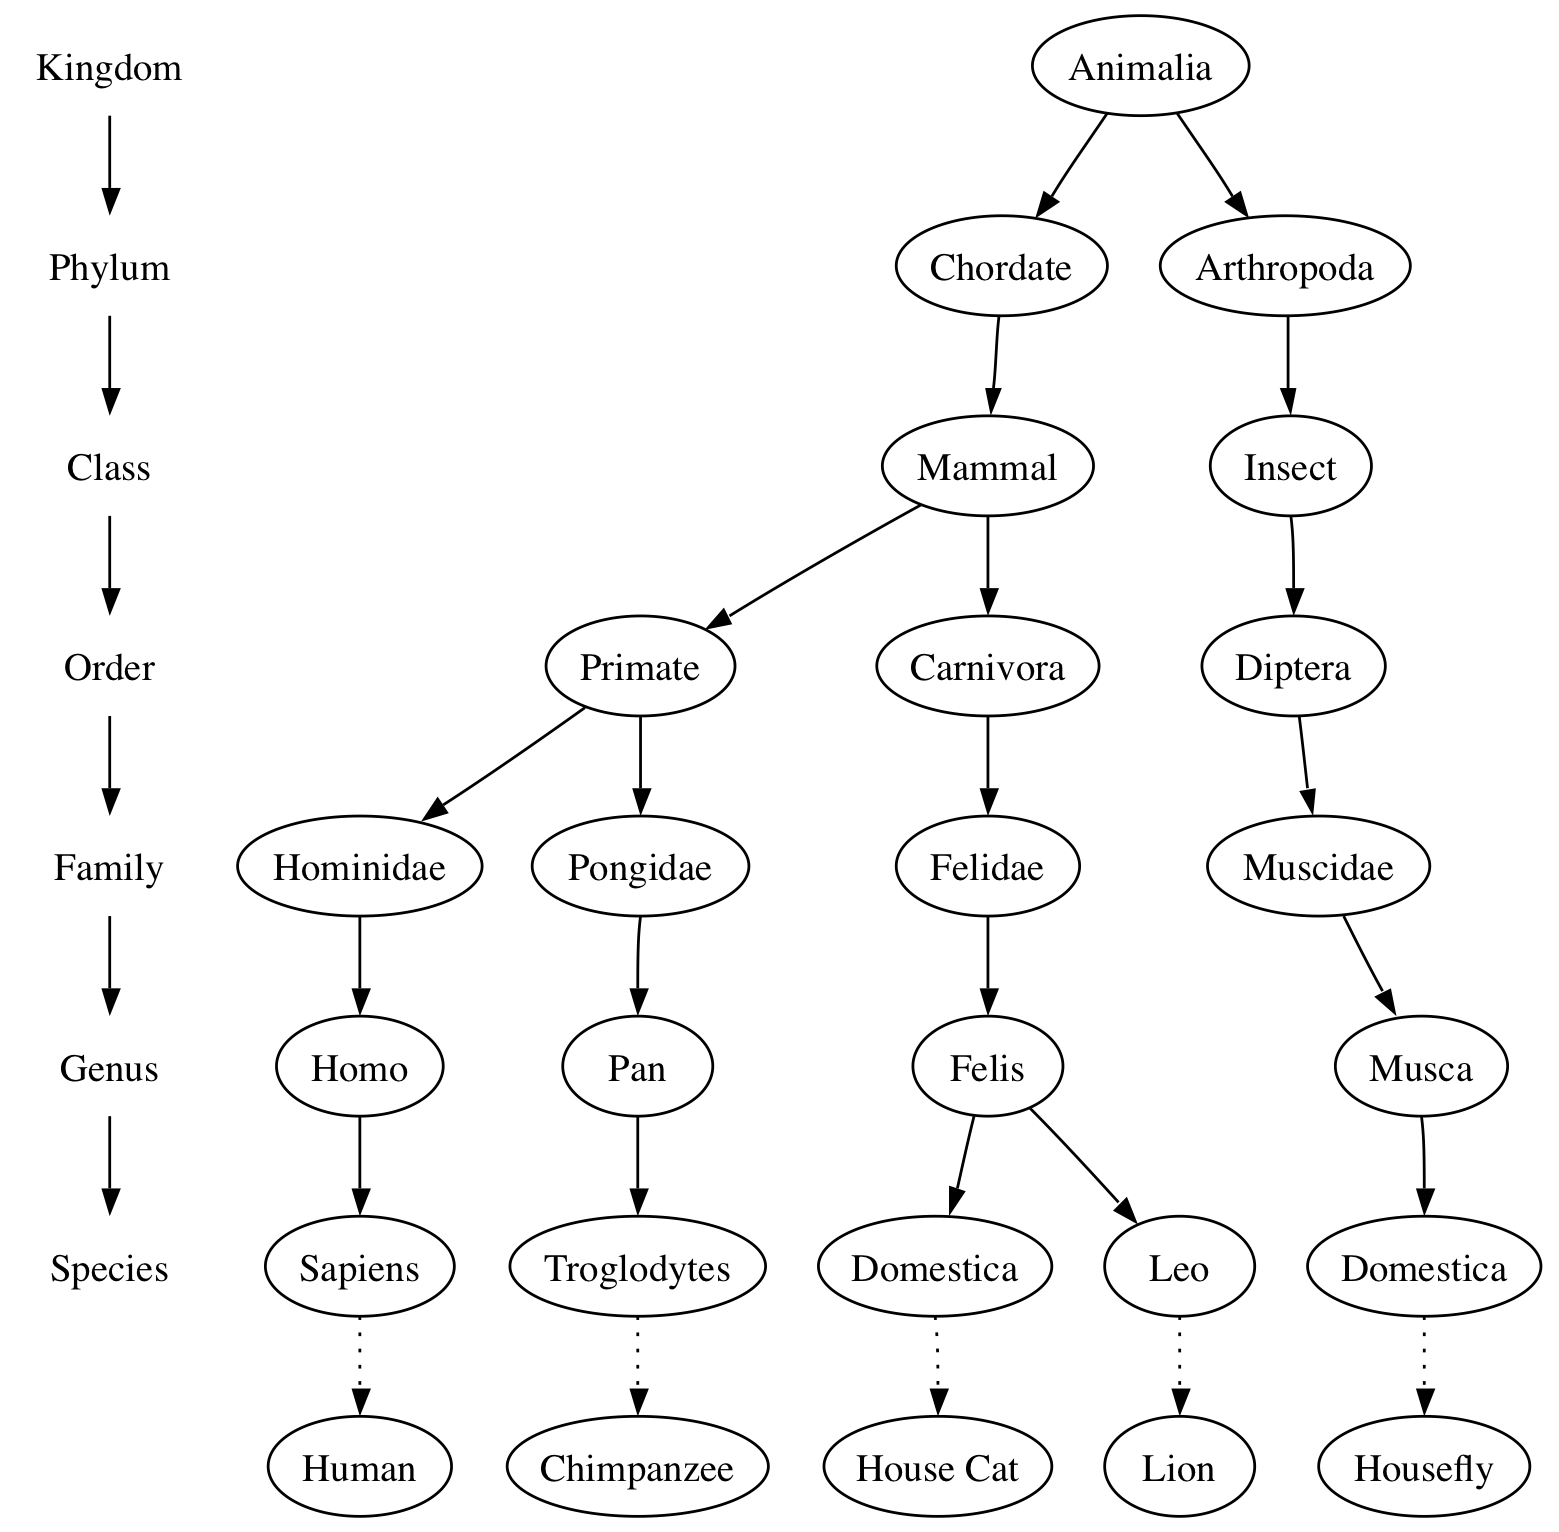 Kingdom
Animalia
Phylum
Chordate
Arthropoda
Class
Mammal
Insect
Order
Primate
Carnivora
Diptera
Family
Hominidae
Pongidae
Felidae
Muscidae
Genus
Homo
Pan
Felis
Musca
Species
Sapiens
Troglodytes
Domestica
Leo
Domestica
Human
Chimpanzee
House Cat
Lion
Housefly